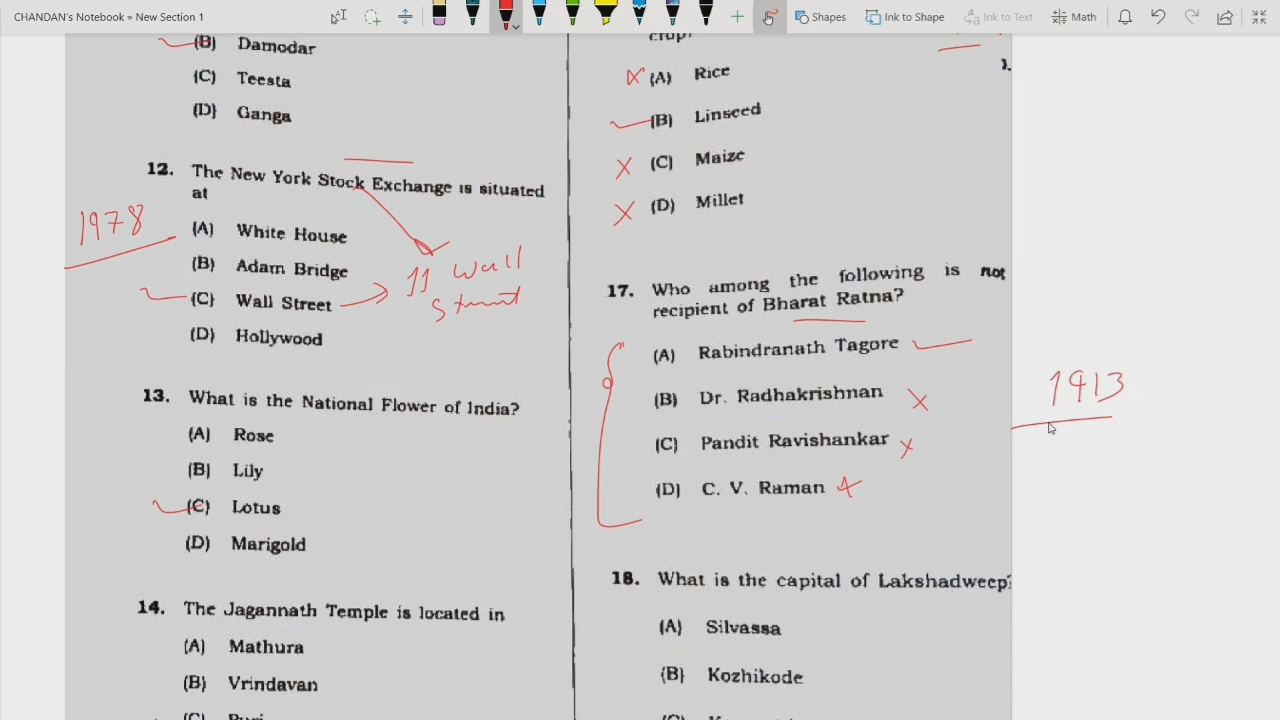 CHANDAN's Notebook » New Section 1
Shapes
Ink to Shape
Ink to Text
Math
(B) Damodar
(C) Teesta
(D) Ganga
12. The New York Stock Exchange is situated
at
1978
(A) White House
(B) Adam Bridge
(C) Wall Street
(D) Hollywood
11 Wall
Street
13. What is the National Flower of India?
(A) Rose
(B) Lily
(C) Lotus
(D) Marigold
14. The Jagannath Temple is located in
(A) Mathura
(B) Vrindavan
(C) Puri
crop?
(A) Rice
(B) Linseed
(C) Maize
(D) Millet
17. Who among the following is not
recipient of Bharat Ratna?
(A) Rabindranath Tagore
(B) Dr. Radhakrishnan
(C) Pandit Ravishankar
(D) C. V. Raman
1913
18. What is the capital of Lakshadweep?
(A) Silvassa
(B) Kozhikode